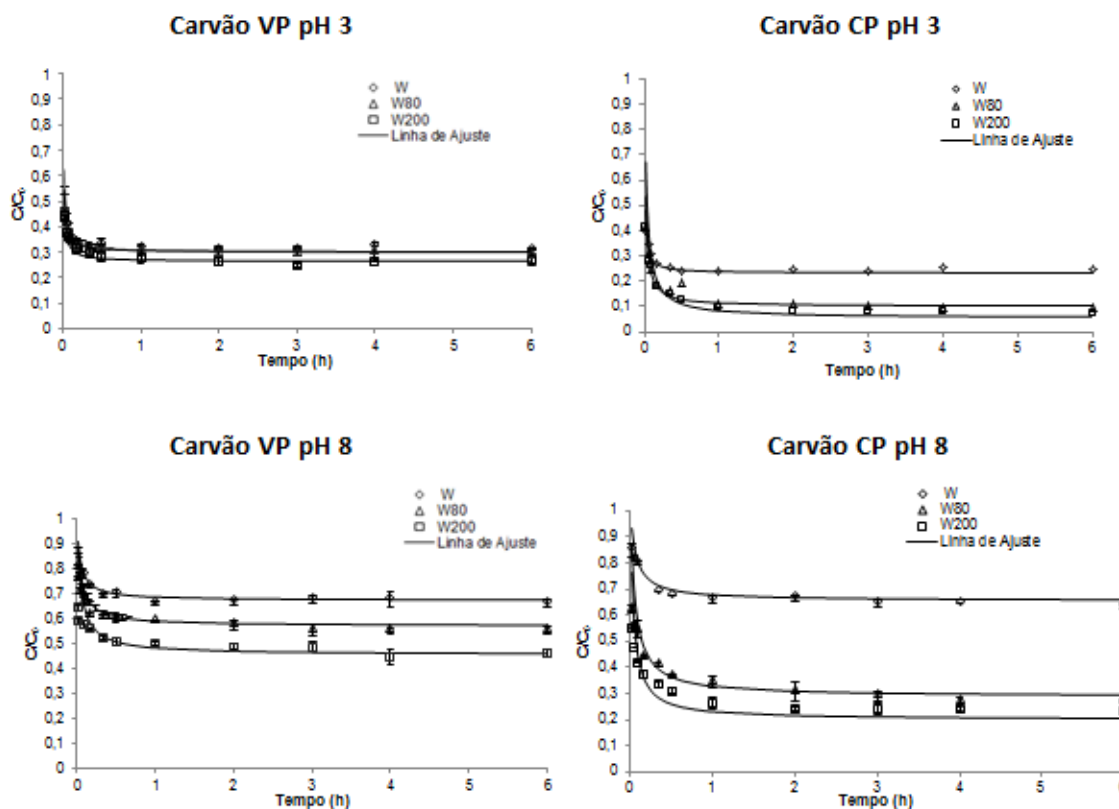 Carvão VP pH 3
1
0,9
0,8
0,7
0,6
0,5
0,4
0,3
0,2
0,1
0
C/C₀
W
W80
W200
Linha de Ajuste
0 1 2 3 4 5 6
Tempo (h)
Carvão CP pH 3
1
0,9
0,8
0,7
0,6
0,5
0,4
0,3
0,2
0,1
0
C/C₀
W
W80
W200
Linha de Ajuste
0 1 2 3 4 5 6
Tempo (h)
Carvão VP pH 8
1
0,9
0,8
0,7
0,6
0,5
0,4
0,3
0,2
0,1
0
C/C₀
W
W80
W200
Linha de Ajuste
0 1 2 3 4 5 6
Tempo (h)
Carvão CP pH 8
1
0,9
0,8
0,7
0,6
0,5
0,4
0,3
0,2
0,1
0
C/C₀
W
W80
W200
Linha de Ajuste
0 1 2 3 4 5
Tempo (h)